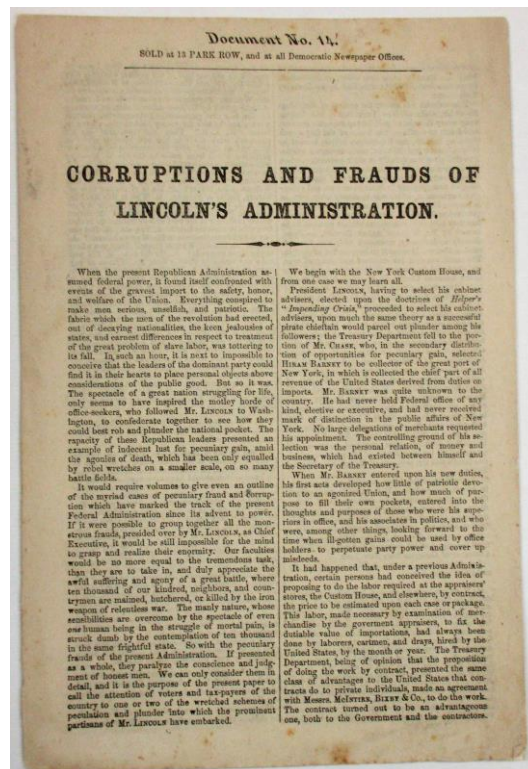 Document No. 14.
SOLD at 13 PARK ROW, and at all Democratic Newspaper Offices.
CORRUPTIONS AND FRAUDS OF
LINCOLN'S ADMINISTRATION.
When the present Republican Administration as-
sumed federal power, it found itself confronted with
events of the gravest import to the safety, honor,
and welfare of the Union. Everything conspired to
make men serious, unselfish, and patriotic. The
fabric which the men of the revolution had erected,
out of decaying nationalities, the keen jealousies of
states, and earnest differences in respect to treatment
of the great problem of slave labor, was tottering to
its fall. In such an hour, it is next to impossible to
conceive that the leaders of the dominant party could
find it in their hearts to place personal objects above
considerations of the public good. But so it was.
The spectacle of a great nation struggling for life,
only seems to have inspired the motley horde of
office-seekers, who followed Mr. LINCOLN to Wash-
ington, to confederate together to see how they
could best rob and plunder the national pocket. The
rapacity of these Republican leaders presented an
example of indecent lust for pecuniary gain, amid
the agonies of death, which has been only equalled
by rebel wretches on a smaller scale, on so many
battle fields.
It would require volumes to give even an outline
of the myriad cases of pecuniary fraud and corrup-
tion which have marked the track of the present
Federal Administration since its advent to power.
If it were possible to group together all the mon-
strous frauds, presided over by Mr. LINCOLN, as Chief
Executive, it would be still impossible for the mind
to grasp and realize their enormity. Our faculties
would be no more equal to the tremendous task,
than they are to take in, and duly appreciate the
awful suffering and agony of a great battle, where
ten thousand of our kindred, neighbors, and coun-
trymen are maimed, butchered, or killed by the iron
weapon of relentless war. The manly nature, whose
sensibilities are overcome by the spectacle of even
one human being in the struggle of mortal pain, is
struck dumb by the contemplation of ten thousand
in the same frightful state. So with the pecuniary
frauds of the present Administration. If presented
as a whole, they paralyze the conscience and judg-
ment of honest men. We can only consider them in
detail, and it is the purpose of the present paper to
call the attention of voters and tax-payers of the
country to one or two of the wretched schemes of
peculation and plunder into which the prominent
partisans of Mr. LINCOLN have embarked.
We begin with the New York Custom House, and
from one case we may learn all.
President LINCOLN, having to select his cabinet
advisers, elected upon the doctrines of Helper's
"Impending Crisis," proceeded to select his cabinet
advisers, upon much the same theory as a successful
pirate chieftain would parcel out plunder among his
followers; the Treasury Department fell to the por-
tion of Mr. CHASE, who, in the secondary distribu-
tion of opportunities for pecuniary gain, selected
HIRAM BARNEY to be collector of the great port of
New York, in which is collected the chief part of all
revenue of the United States derived from duties on
imports. Mr. BARNEY was quite unknown to the
country. He had never held Federal office of any
kind, elective or executive, and had never received
mark of distinction in the public affairs of New
York. No large delegations of merchants requested
his appointment. The controlling ground of his se-
lection was the personal relation, of money and
business, which had existed between himself and
the Secretary of the Treasury.
When Mr. BARNEY entered upon his new duties,
his first acts developed how little of patriotic devo-
tion to an agonized Union, and how much of pur-
pose to fill their own pockets, entered into the
thoughts and purposes of those who were his supe-
riors in office, and his associates in politics, and who
were, among other things, looking forward to the
time when ill-gotten gains could be used by office
holders to perpetuate party power and cover up
misdeeds.
It had happened that, under a previous Adminis-
tration, certain persons had conceived the idea of
proposing to do the labor required at the appraisers'
stores, the Custom House, and elsewhere, by contract,
the price to be estimated upon each case or package.
This labor, made necessary by examination of mer-
chandise by the goverment appraisers, to fix the
dutiable value of importations, had always been
done by laborers, cartmen, and drays, hired by the
United States, by the month or year. The Treasury
Department, being of opinion that the proposition
of doing the work by contract, presented the same
class of advantages to the United States that con-
tracts do to private individuals, made an agreement
with Messrs. MCINTIRE, BIXBY & Co., to do the work.
The contract turned out to be an advantageous
one, both to the Government and the contractors.